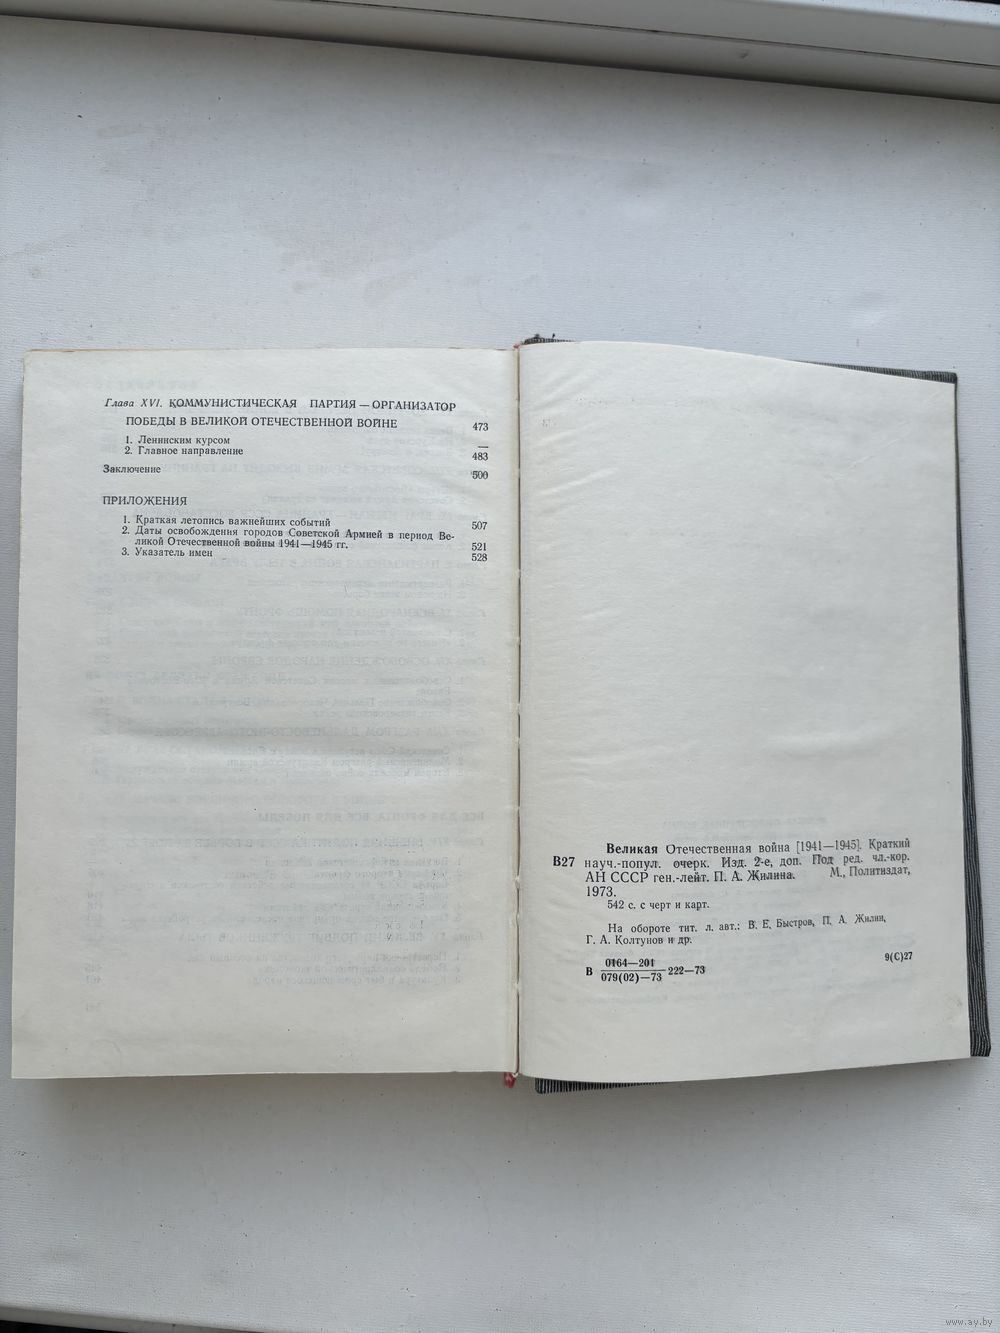 Глава XVI. КОММУНИСТИЧЕСКАЯ ПАРТИЯ — ОРГАНИЗАТОР
ПОБЕДЫ В ВЕЛИКОЙ ОТЕЧЕСТВЕННОЙ ВОЙНЕ 473
1. Ленинским курсом —
2. Главное направление 483
Заключение 500
ПРИЛОЖЕНИЯ
1. Краткая летопись важнейших событий 507
2. Даты освобождения городов Советской Армией в период Ве-
ликой Отечественной войны 1941—1945 гг. 521
3. Указатель имен 528
Великая Отечественная война [1941—1945]. Краткий
В27 науч.-попул. очерк. Изд. 2-е, доп. Под ред. чл.-кор.
АН СССР ген.-лейт. П. А. Жилина. М., Политиздат,
1973.
542 с. с черт и карт.
На обороте тит. л. авт.: В. Е. Быстров, П. А. Жилин,
Г. А. Колтунов и др.
0164—201
В 222—73
079(02)—73
9(С)27
www.ay.by